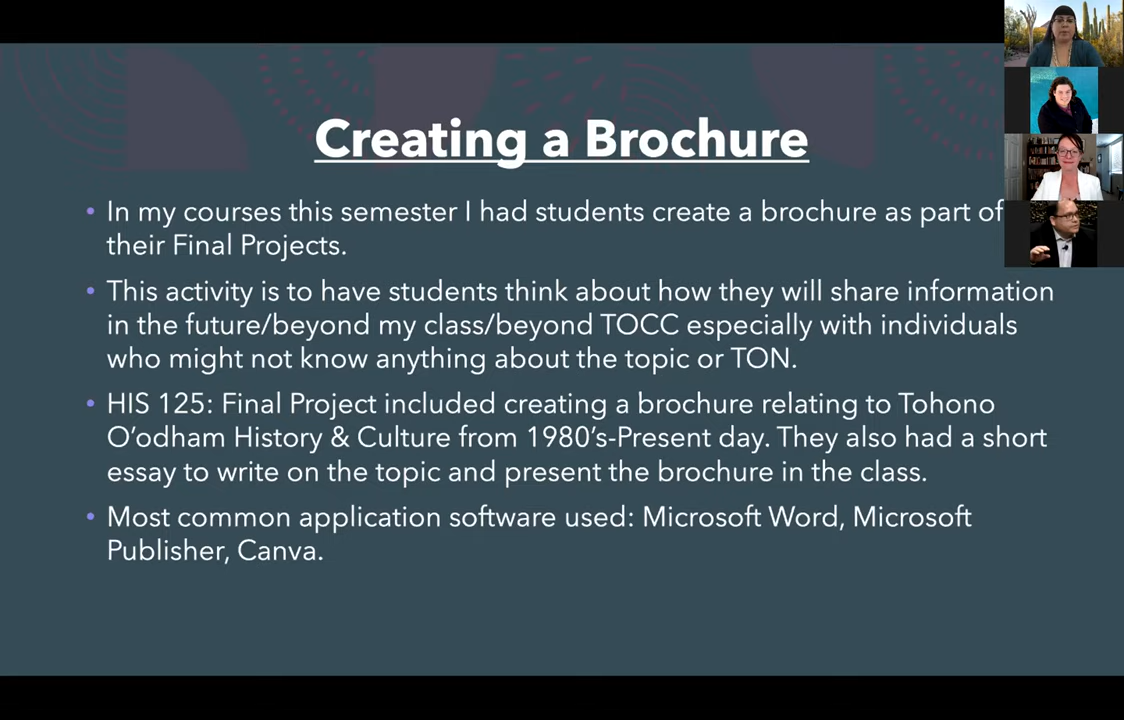 Creating a Brochure
• In my courses this semester I had students create a brochure as part of
their Final Projects.
• This activity is to have students think about how they will share information
in the future/beyond my class/beyond TOCC especially with individuals
who might not know anything about the topic or TON.
• HIS 125: Final Project included creating a brochure relating to Tohono
O’odham History & Culture from 1980’s-Present day. They also had a short
essay to write on the topic and present the brochure in the class.
• Most common application software used: Microsoft Word, Microsoft
Publisher, Canva.